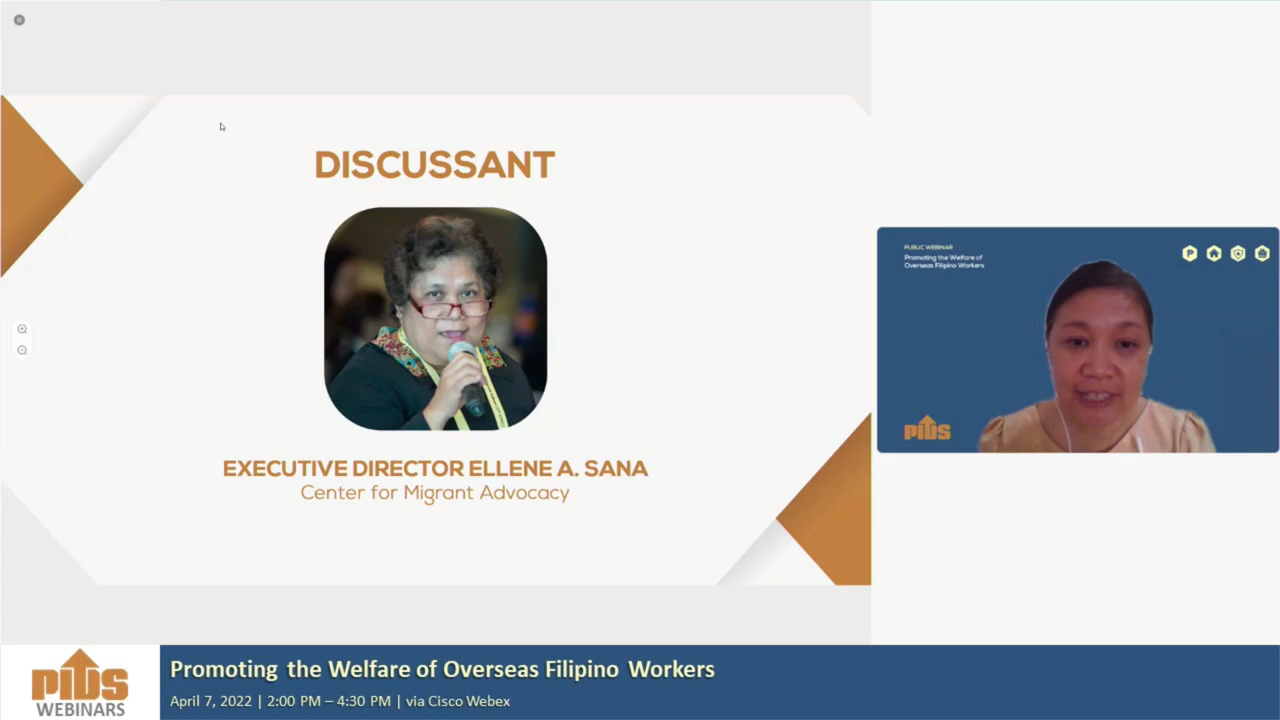 DISCUSSANT
EXECUTIVE DIRECTOR ELLENE A. SANA
Center for Migrant Advocacy
PUBLIC WEBINAR
Promoting the Welfare of
Overseas Filipino Workers
P
PIDS
PIDS
WEBINARS
Promoting the Welfare of Overseas Filipino Workers
April 7, 2022 | 2:00 PM – 4:30 PM | via Cisco Webex